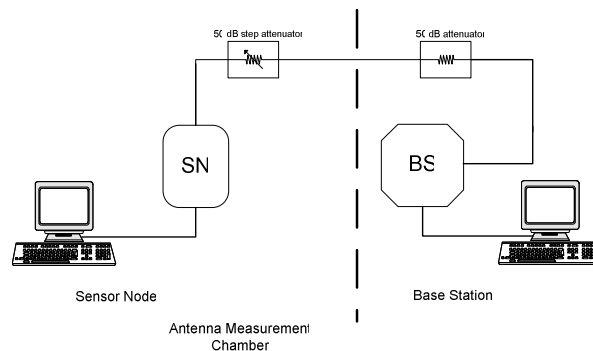 50 dB step attenuator
50 dB attenuator
SN
BS
Sensor Node
Base Station
Antenna Measurement
Chamber